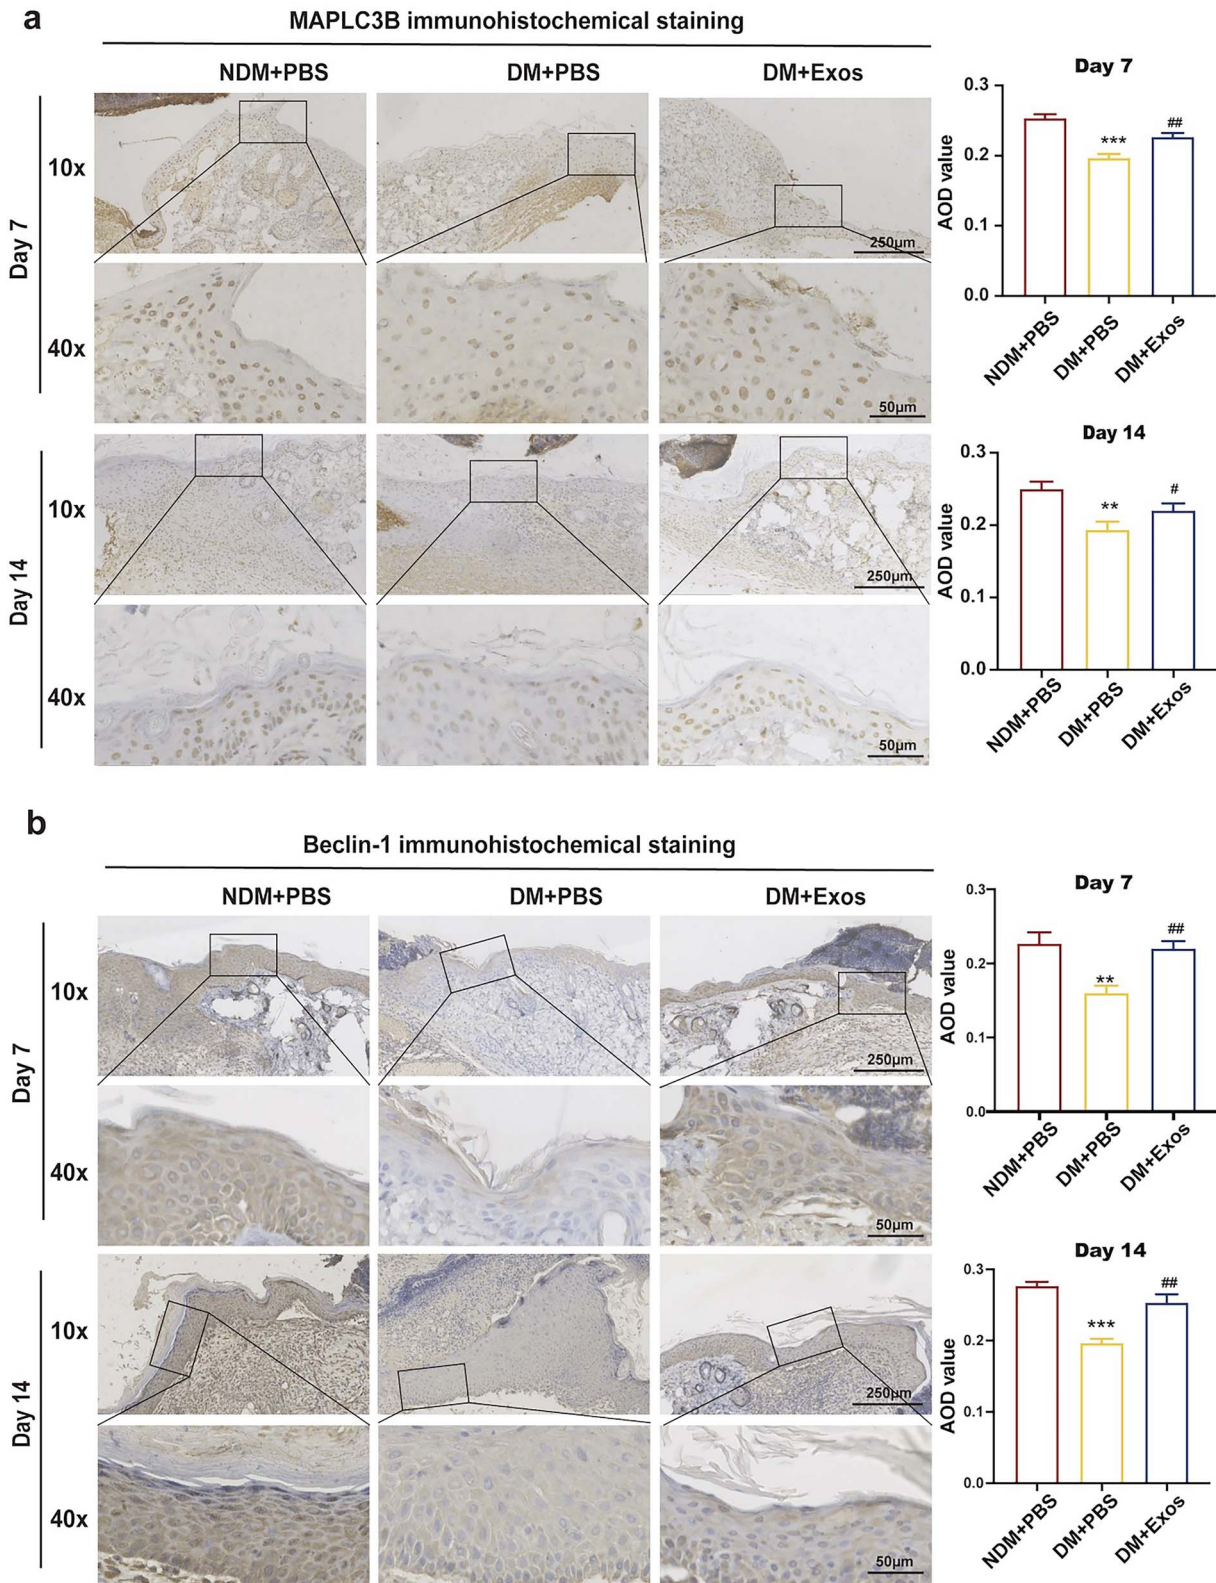 a
MAPLC3B immunohistochemical staining
NDM+PBS DM+PBS DM+Exos
Day 7
10x
250μm
40x
50μm
Day 14
10x
250μm
40x
50μm
Day 7
AOD value
0.3
0.2
0.1
0.0
***
##
NDM+PBS
DM+PBS
DM+Exos
Day 14
AOD value
0.3
0.2
0.1
0.0
**
#
NDM+PBS
DM+PBS
DM+Exos
b
Beclin-1 immunohistochemical staining
NDM+PBS DM+PBS DM+Exos
Day 7
10x
250μm
40x
50μm
Day 14
10x
250μm
40x
50μm
Day 7
AOD value
0.3
0.2
0.1
0.0
**
##
NDM+PBS
DM+PBS
DM+Exos
Day 14
AOD value
0.3
0.2
0.1
0.0
***
##
NDM+PBS
DM+PBS
DM+Exos